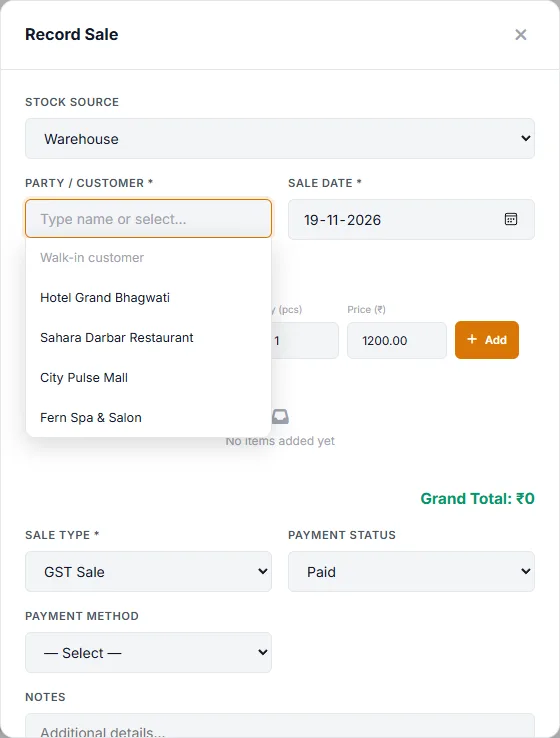 Record Sale
STOCK SOURCE
Warehouse
PARTY / CUSTOMER *
SALE DATE *
Type name or select...
19-11-2026
Walk-in customer
Hotel Grand Bhagwati
Sahara Darbar Restaurant
City Pulse Mall
Fern Spa & Salon
(pcs)
Price (₹)
1
1200.00
+ Add
No items added yet
Grand Total: ₹0
SALE TYPE *
PAYMENT STATUS
GST Sale
Paid
PAYMENT METHOD
— Select —
NOTES
Additional details...